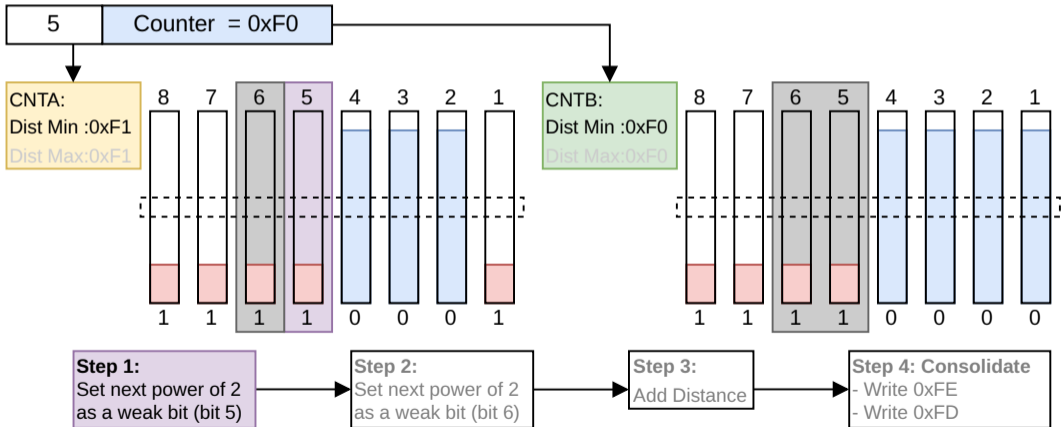 5 Counter = 0xF0
CNTA:
Dist Min :0xF1
Dist Max:0xF1
8 7 6 5 4 3 2 1
1 1 1 1 0 0 0 1
CNTB:
Dist Min :0xF0
Dist Max:0xF0
8 7 6 5 4 3 2 1
1 1 1 1 0 0 0 0
Step 1:
Set next power of 2
as a weak bit (bit 5)
Step 2:
Set next power of 2
as a weak bit (bit 6)
Step 3:
Add Distance
Step 4: Consolidate
- Write 0xFE
- Write 0xFD